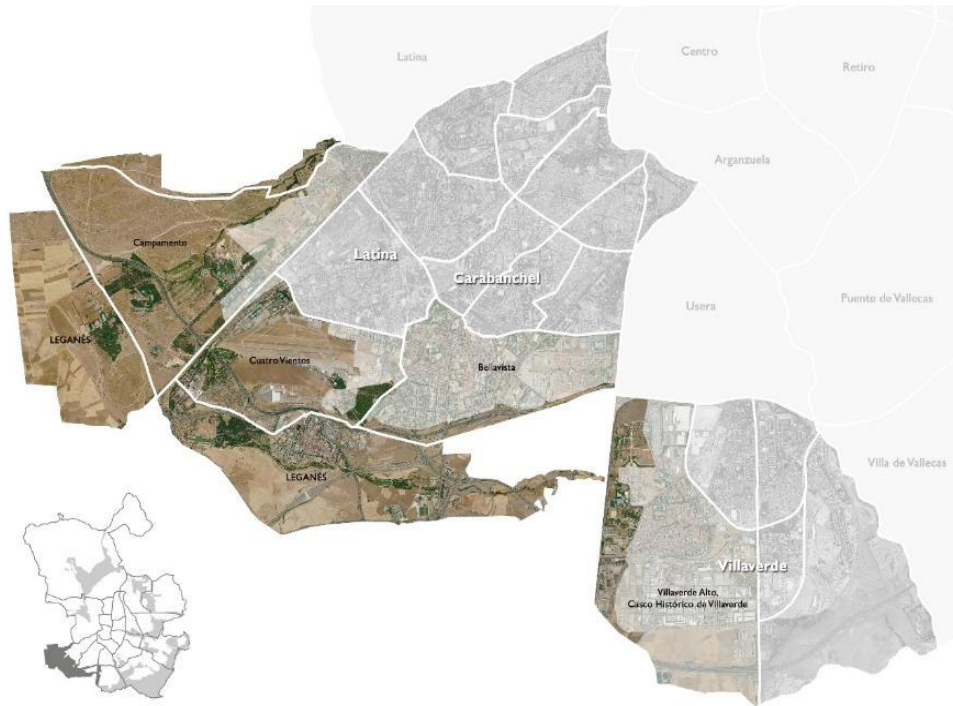 Latina
Centro
Retiro
Arganzuela
Campamento
Latina
Carabanchel
Usera
Puente de Vallecas
LEGANÉS
Cuatro Vientos
Bellavista
Villa de Vallecas
LEGANÉS
Villaverde
Villaverde Alto,
Casco Histórico de Villaverde